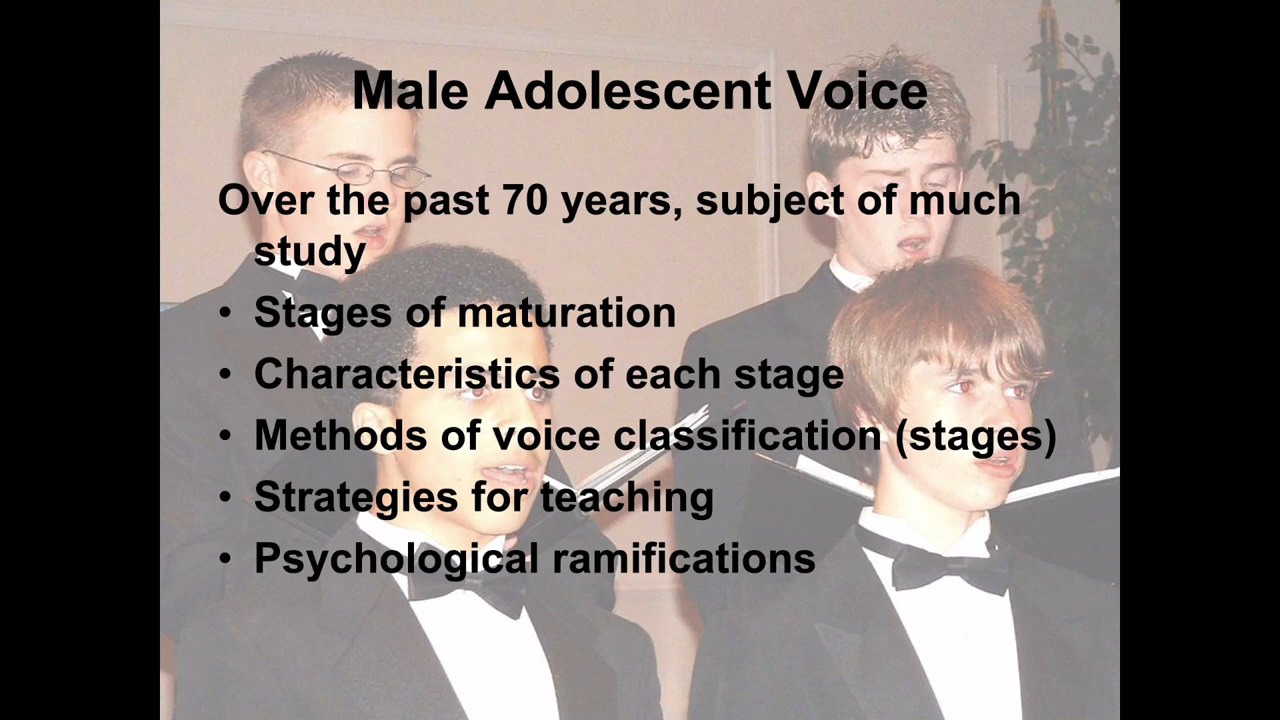 Male Adolescent Voice
Over the past 70 years, subject of much
study
• Stages of maturation
• Characteristics of each stage
• Methods of voice classification (stages)
• Strategies for teaching
• Psychological ramifications